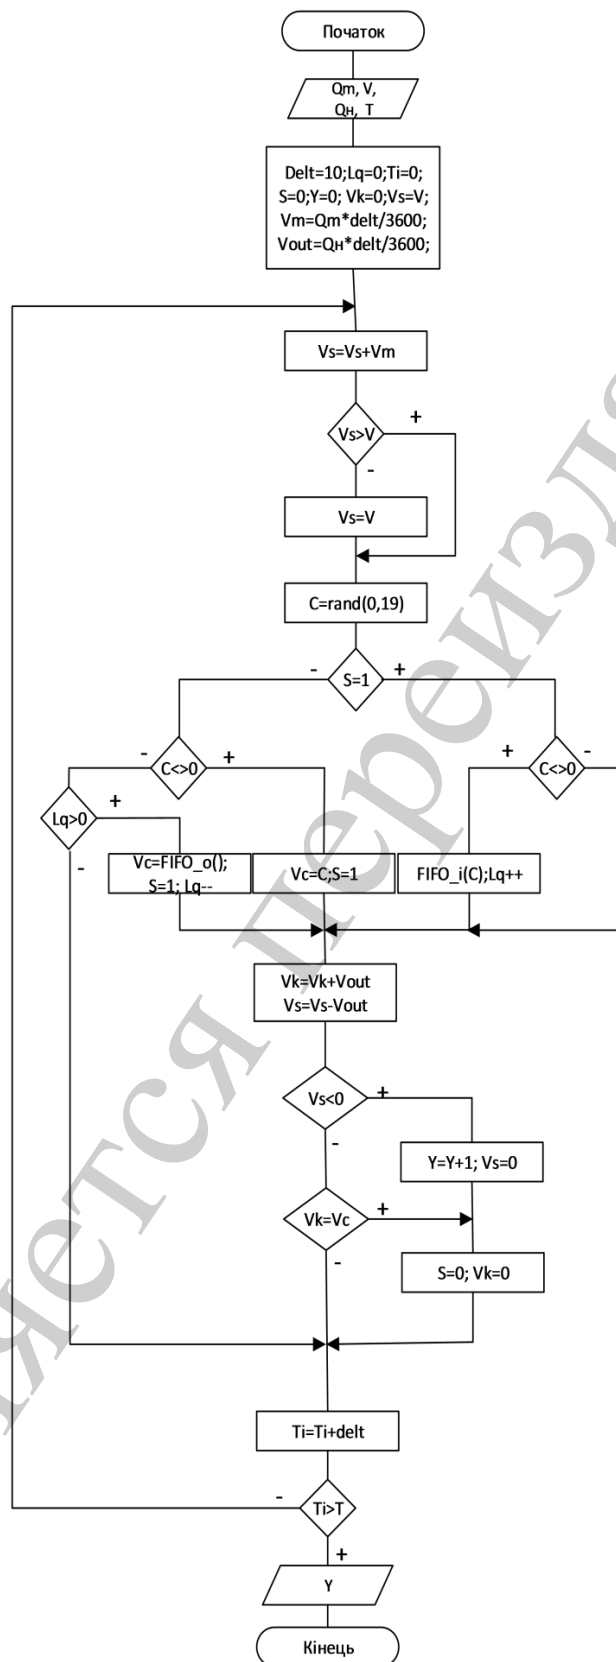 Початок
Qm, V,
Qн, T
Delt=10;Lq=0;Ti=0;
S=0;Y=0; Vk=0;Vs=V;
Vm=Qm*delt/3600;
Vout=Qн*delt/3600;
Vs=Vs+Vm
+
Vs>V
-
Vs=V
C=rand(0,19)
- S=1 +
- C<>0 + + C<>0 -
Lq>0 +
-
Vc=FIFO_o();
S=1; Lq--
Vc=C;S=1
FIFO_i(C);Lq++
Vk=Vk+Vout
Vs=Vs-Vout
Vs<0 +
-
Y=Y+1; Vs=0
Vk=Vc +
-
S=0; Vk=0
Ti=Ti+delt
- Ti>T
+
Y
Кінець
яется переизда